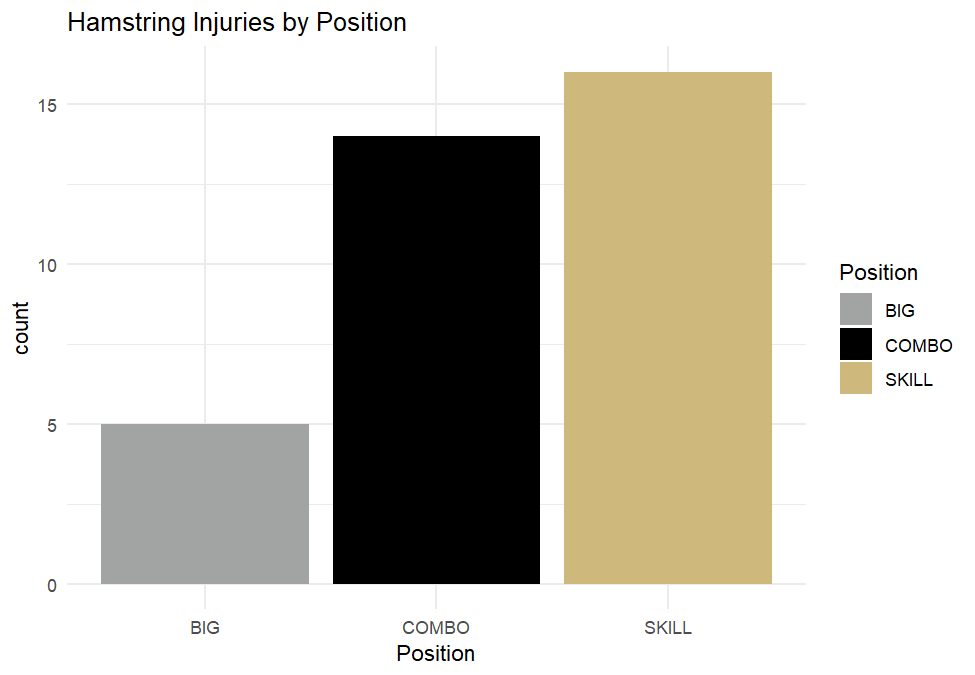 Hamstring Injuries by Position
count
15
10
5
0
BIG
COMBO
SKILL
Position
Position
BIG
COMBO
SKILL